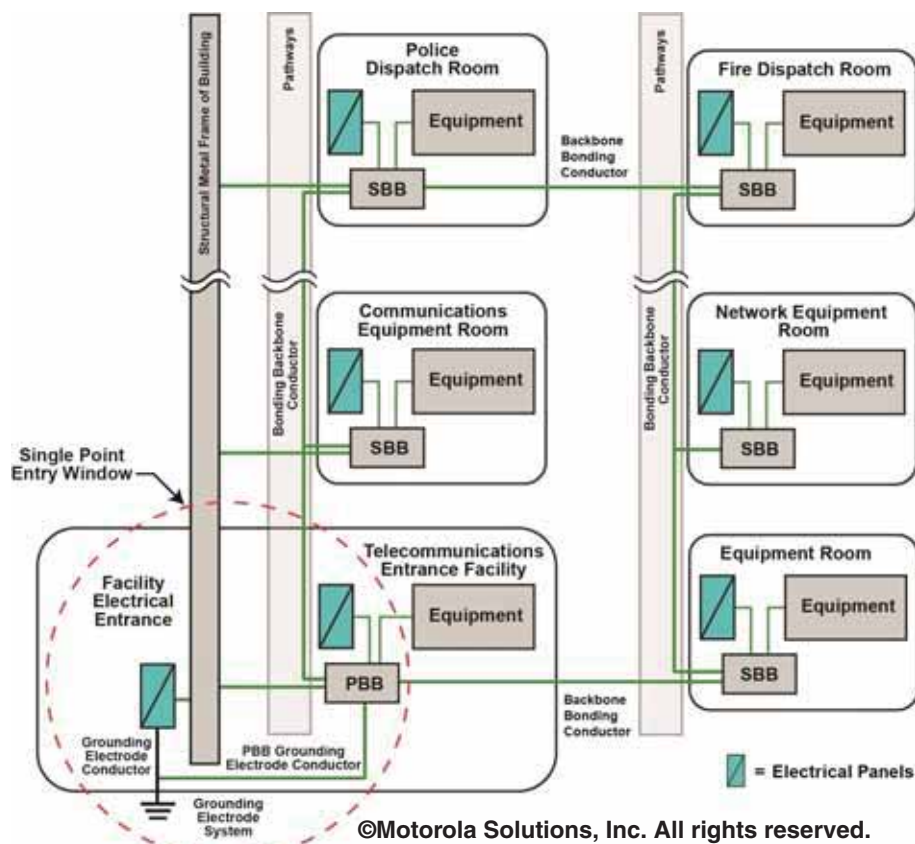 Structural Metal Frame of Building
Pathways
Police
Dispatch Room
Equipment
SBB
Backbone
Bonding
Conductor
Pathways
Fire Dispatch Room
Equipment
SBB
Communications
Equipment Room
Equipment
SBB
Bonding Backbone
Conductor
Network Equipment
Room
Equipment
SBB
Bonding Backbone
Conductor
Single Point
Entry Window
Telecommunications
Entrance Facility
Equipment
PBB
Facility
Electrical
Entrance
Equipment Room
Equipment
SBB
Backbone
Bonding
Conductor
Grounding
Electrode
Conductor
PBB Grounding
Electrode Conductor
Grounding
Electrode
System
= Electrical Panels
©Motorola Solutions, Inc. All rights reserved.